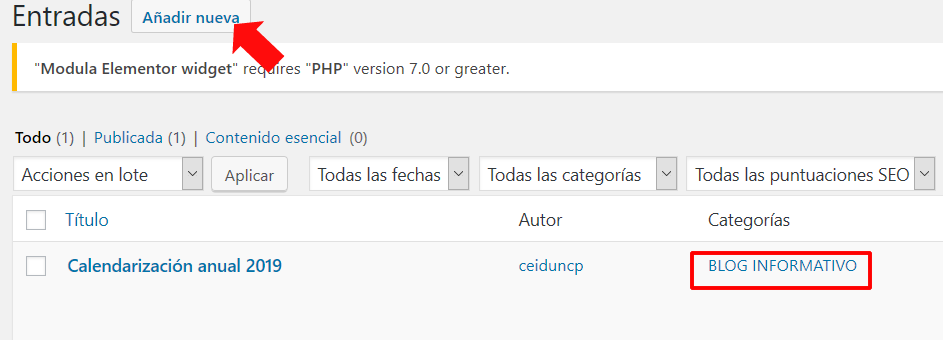 Entradas Añadir nueva
"Modula Elementor widget" requires "PHP" version 7.0 or greater.
Todo (1) | Publicada (1) | Contenido esencial (0)
Acciones en lote Aplicar Todas las fechas Todas las categorías Todas las puntuaciones SEO
Título Autor Categorías
Calendarización anual 2019 ceiduncp BLOG INFORMATIVO